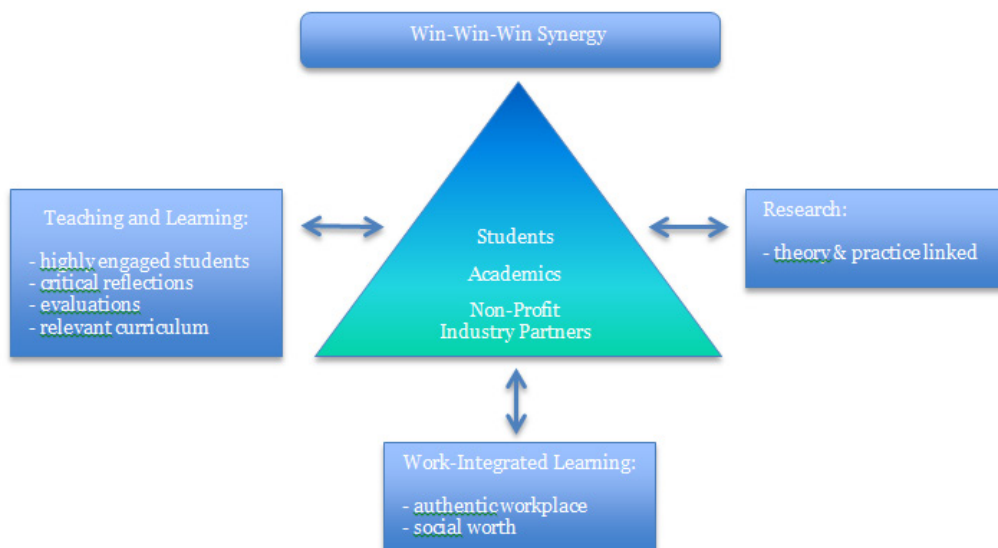 Win-Win-Win Synergy
Teaching and Learning:
- highly engaged students
- critical reflections
- evaluations
- relevant curriculum
Students
Academics
Non-Profit
Industry Partners
Research:
- theory & practice linked
Work-Integrated Learning:
- authentic workplace
- social worth